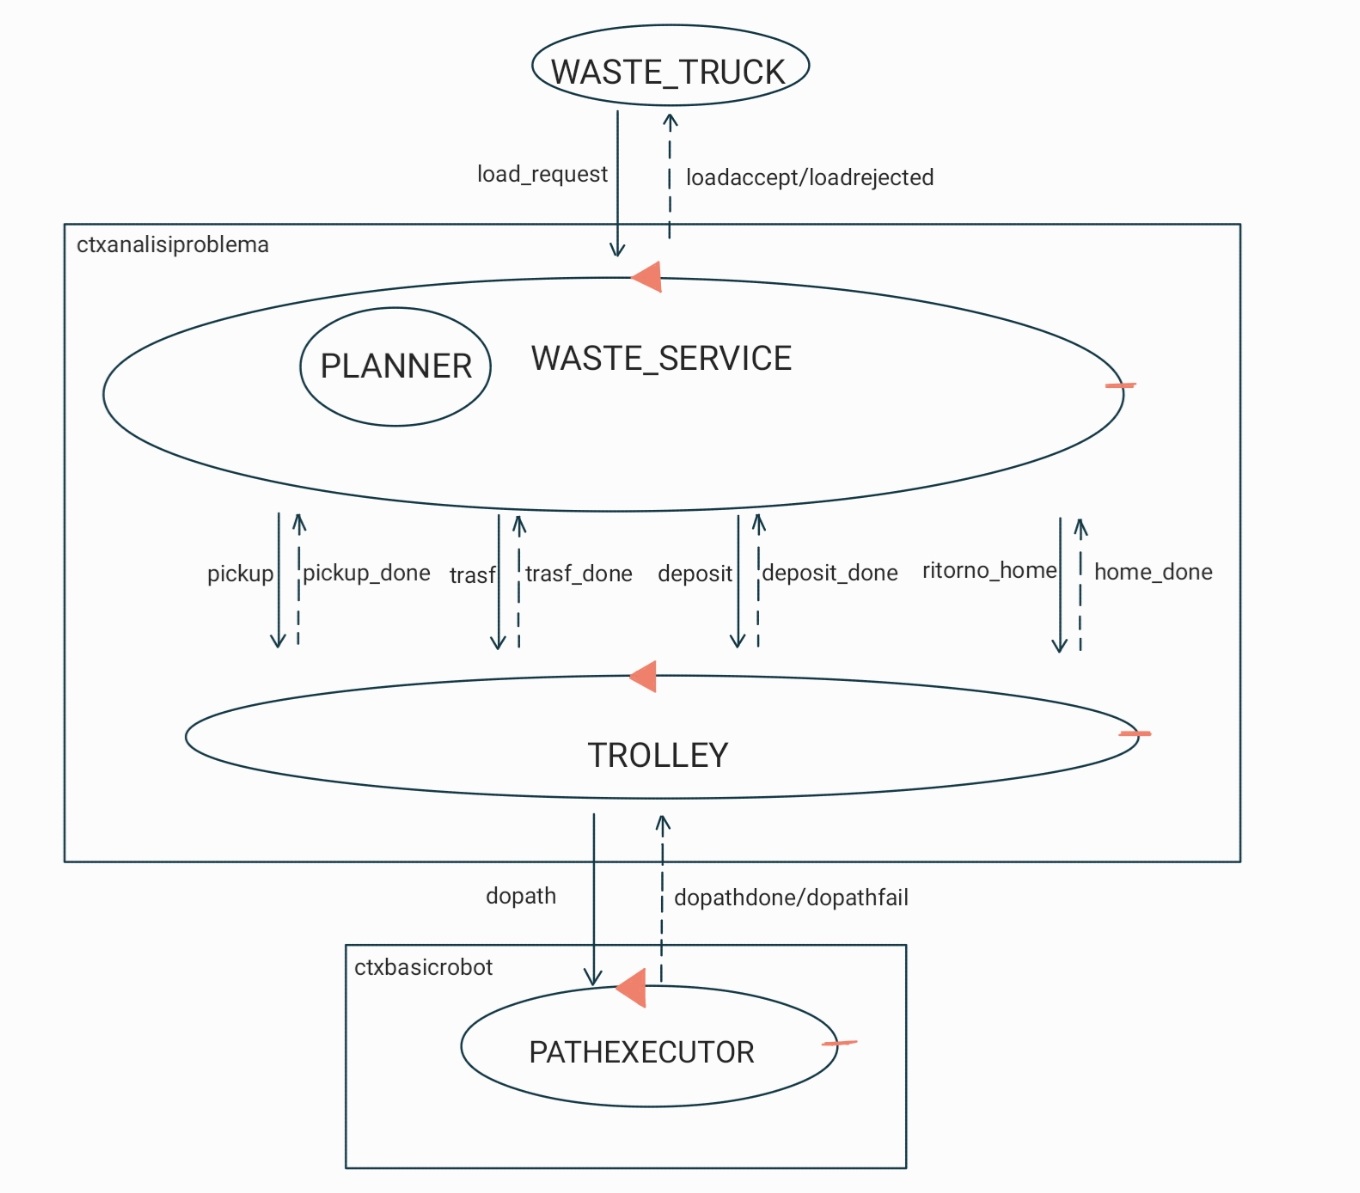 WASTE_TRUCK
load_request
loadaccept/loadrejected
ctxanalisiproblema
PLANNER
WASTE_SERVICE
pickup
pickup_done
trasf
trasf_done
deposit
deposit_done
ritorno_home
home_done
TROLLEY
dopath
dopathdone/dopathfail
ctxbasicrobot
PATHEXECUTOR